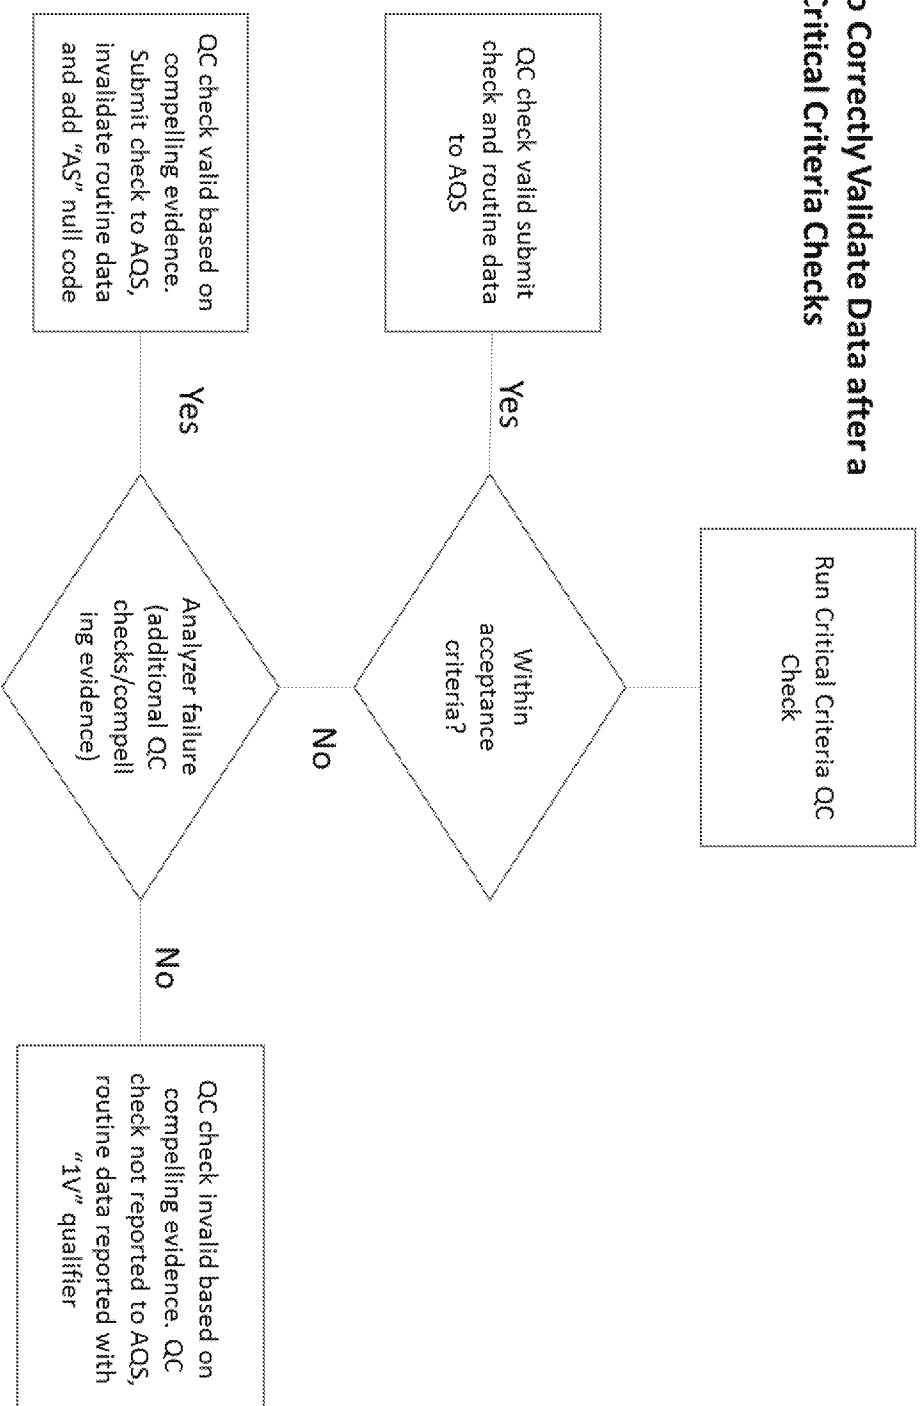 Correctly Validate Data after a
Critical Criteria Checks
Run Critical Criteria QC
Check
Within
acceptance
criteria?
Yes
QC check valid submit
check and routine data
to AQS
No
Analyzer failure
(additional QC
checks/compell
ing evidence)
Yes
QC check valid based on
compelling evidence.
Submit check to AQS,
invalidate routine data
and add "AS" null code
No
QC check invalid based on
compelling evidence. QC
check not reported to AQS,
routine data reported with
"1V" qualifier